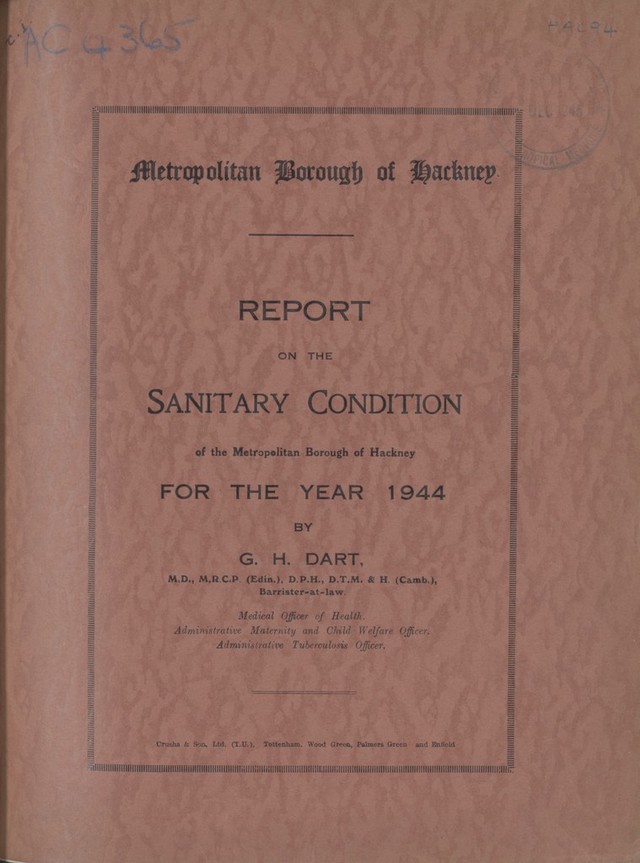 AC 4365
HAC 94
Metropolitan Borough of Hackney.
REPORT
ON THE
SANITARY CONDITION
of the Metropolitan Borough of Hackney
FOR THE YEAR 1944
BY
G. H. DART,
M.D., M.R.C.P (Edin.), D.P.H., D.T.M. & H. (Camb.),
Barrister-at-law.
Medical Officer of Health.
Administrative Maternity and Child Welfare Officer.
Administrative Tuberculosis Officer.
Crusha & Son, Ltd. (T.U.), Tottenham, Wood Green, Palmers Green and Enfield